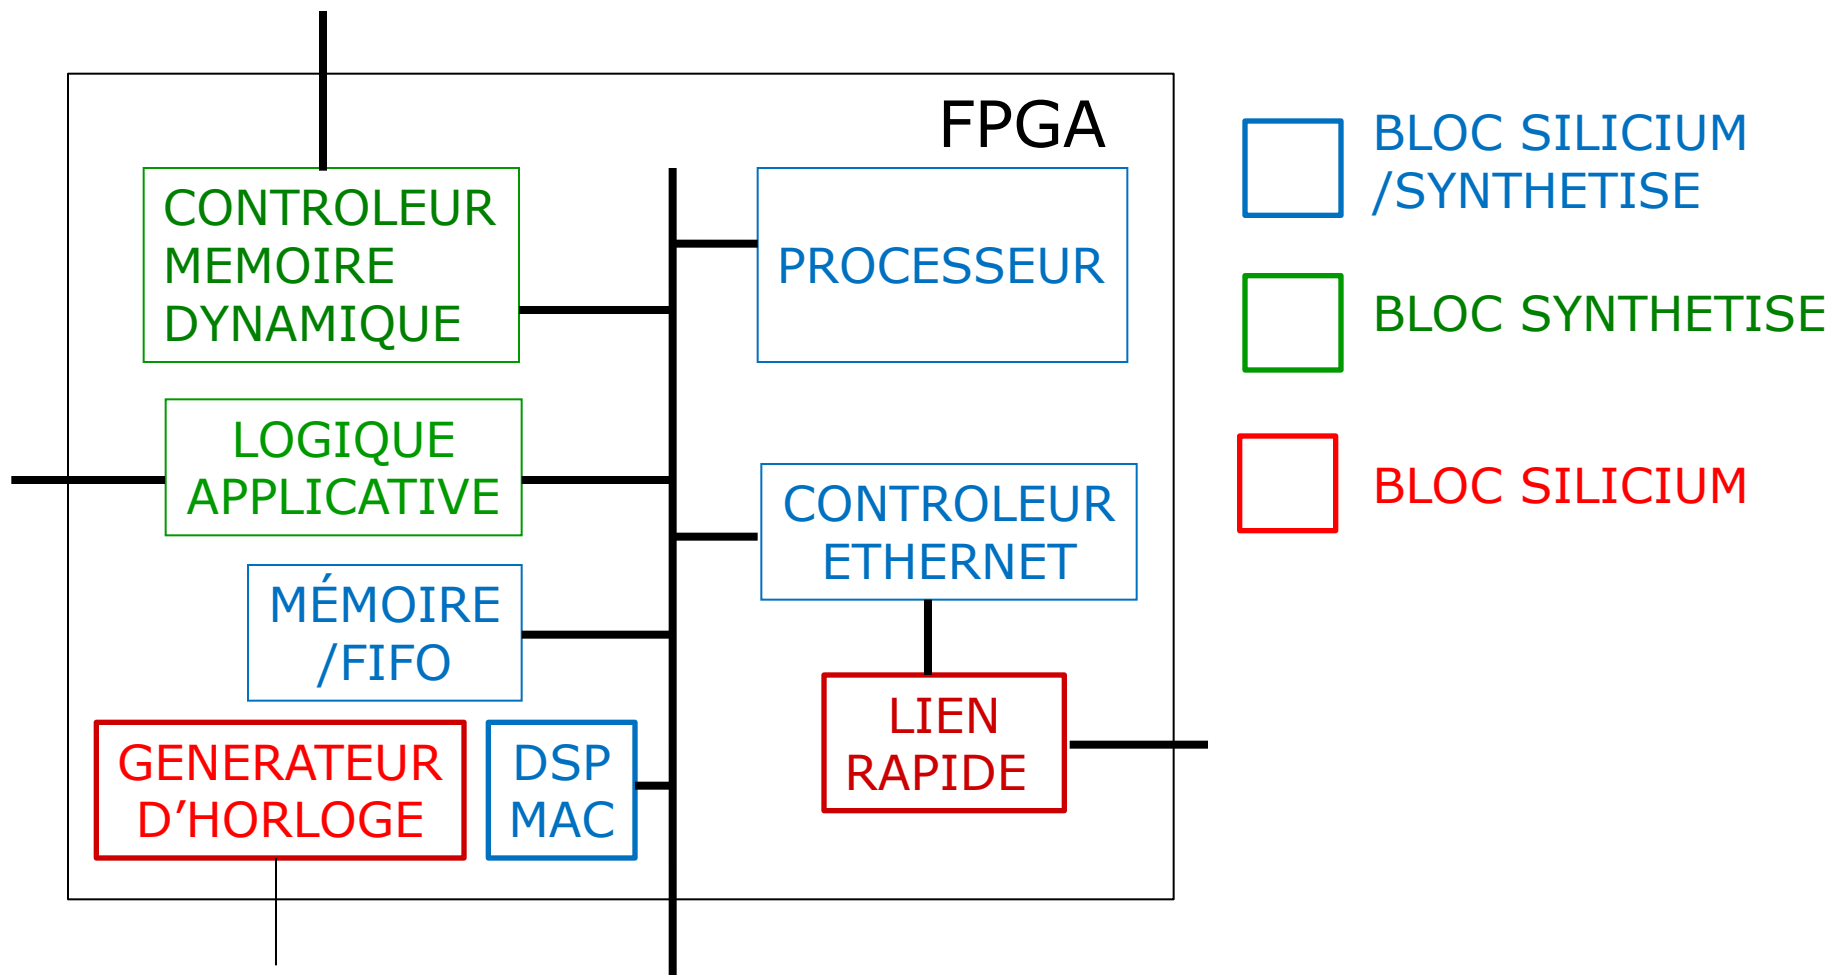 FPGA
CONTROLEUR
MEMOIRE
DYNAMIQUE
PROCESSEUR
LOGIQUE
APPLICATIVE
CONTROLEUR
ETHERNET
MÉMOIRE
/FIFO
LIEN
RAPIDE
GENERATEUR
D’HORLOGE
DSP
MAC
BLOC SILICIUM
/SYNTHETISE
BLOC SYNTHETISE
BLOC SILICIUM